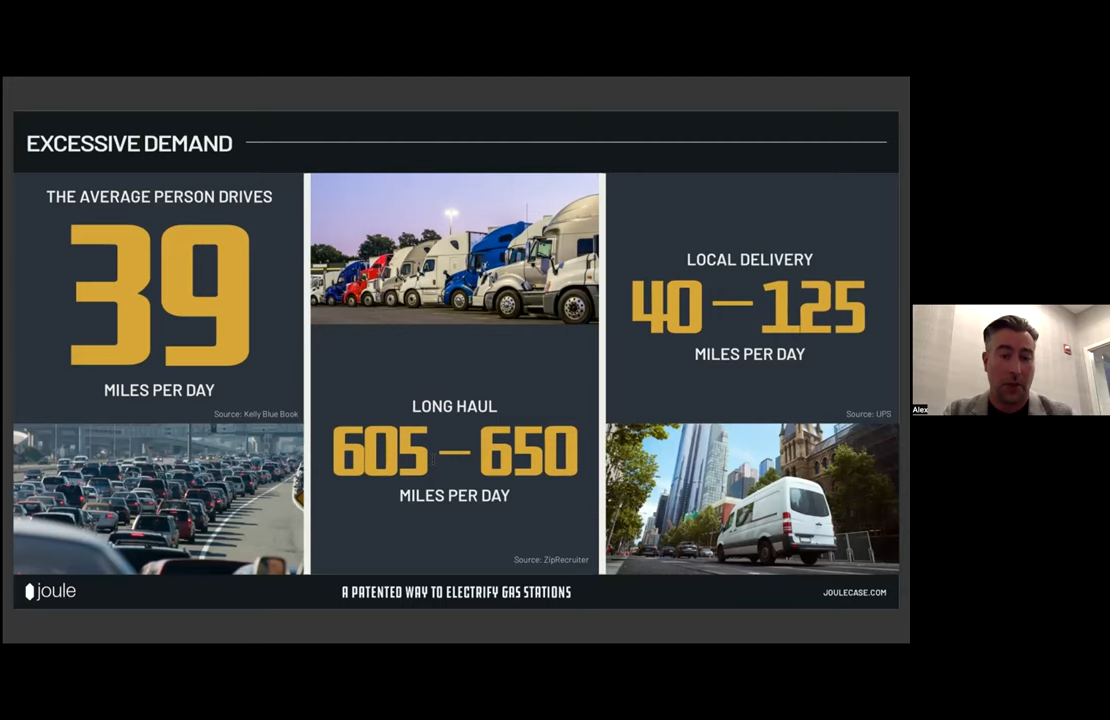 EXCESSIVE DEMAND
THE AVERAGE PERSON DRIVES
39
MILES PER DAY
Source: Kelly Blue Book
LONG HAUL
605 — 650
MILES PER DAY
Source: ZipRecruiter
LOCAL DELIVERY
40 — 125
MILES PER DAY
Source: UPS
joule
A PATENTED WAY TO ELECTRIFY GAS STATIONS
JOULECASE.COM
Alex